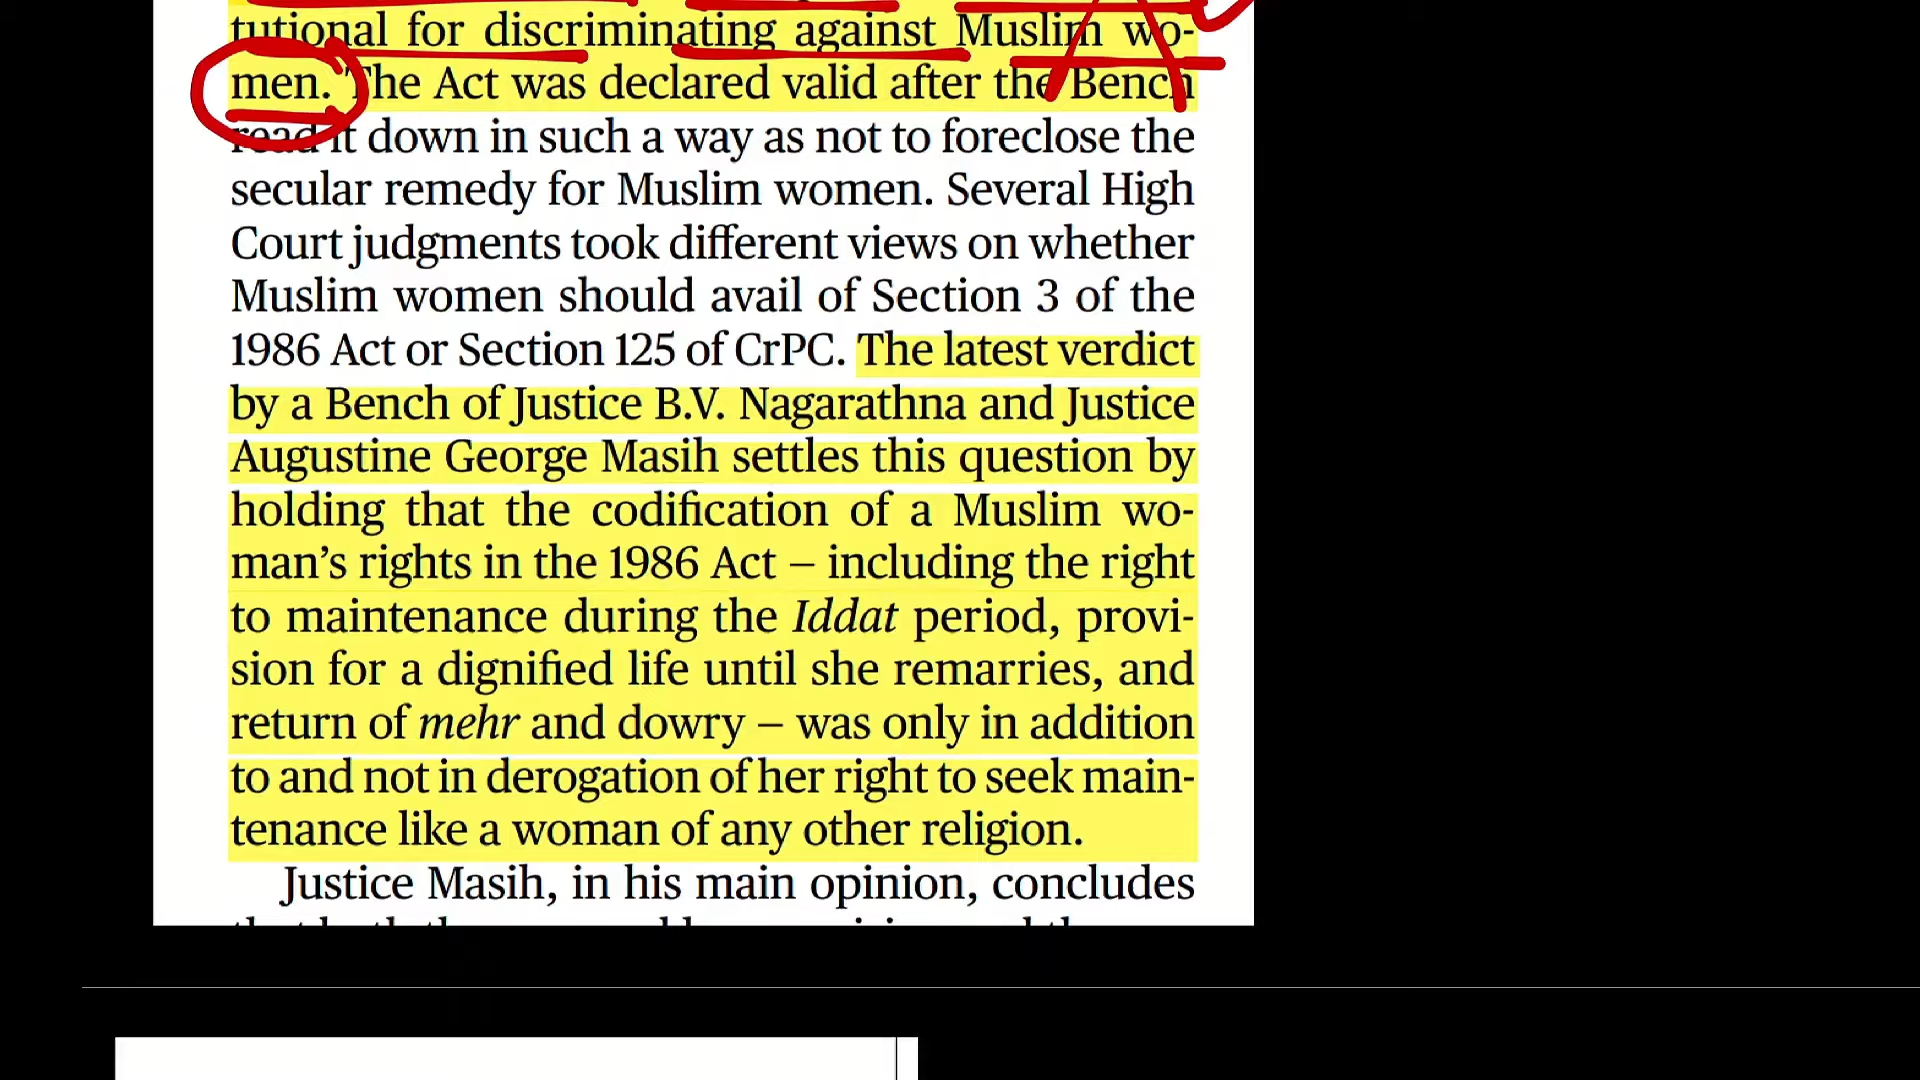 tutional for discriminating against Muslim wo-
men. The Act was declared valid after the Bench
read it down in such a way as not to foreclose the
secular remedy for Muslim women. Several High
Court judgments took different views on whether
Muslim women should avail of Section 3 of the
1986 Act or Section 125 of CrPC. The latest verdict
by a Bench of Justice B.V. Nagarathna and Justice
Augustine George Masih settles this question by
holding that the codification of a Muslim wo-
man’s rights in the 1986 Act – including the right
to maintenance during the Iddat period, provi-
sion for a dignified life until she remarries, and
return of mehr and dowry – was only in addition
to and not in derogation of her right to seek main-
tenance like a woman of any other religion.
Justice Masih, in his main opinion, concludes